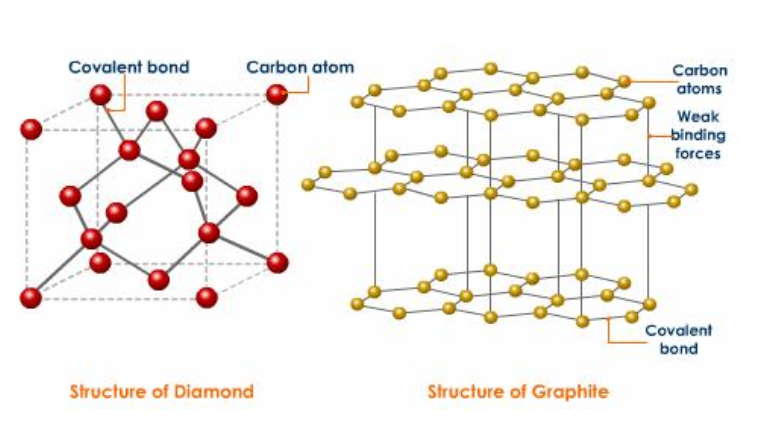 Covalent bond
Carbon atom
Carbon
atoms
Weak
binding
forces
Covalent
bond
Structure of Diamond
Structure of Graphite